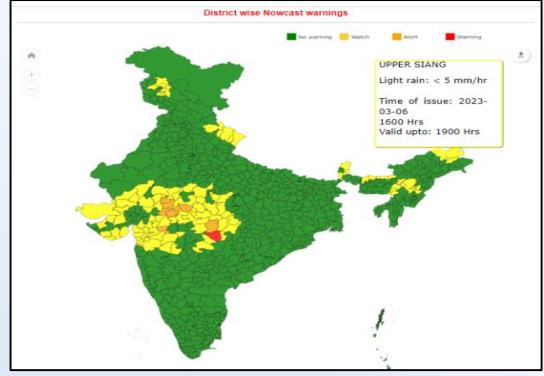 District wise Nowcast warnings
No warning Watch Alert Warning
UPPER SIANG
Light rain: < 5 mm/hr
Time of issue: 2023-
03-06
1600 Hrs
Valid upto: 1900 Hrs